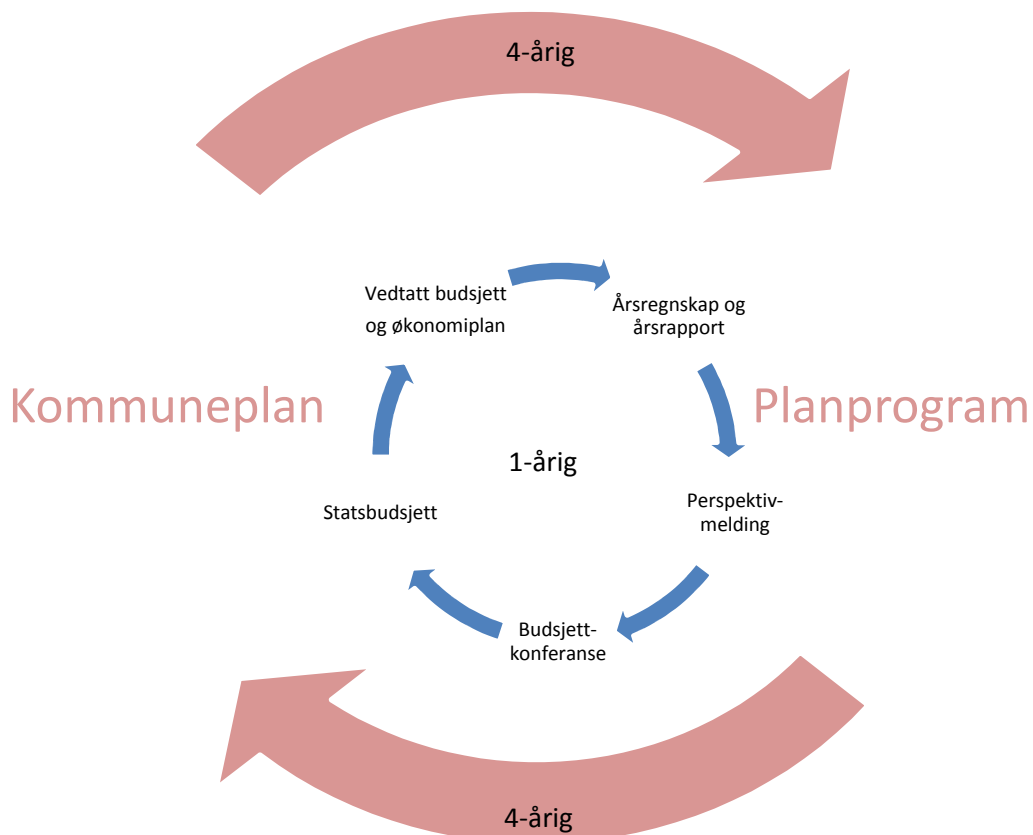 4-årig
Vedtatt budsjett
og økonomiplan
Årsregnskap og
årsrapport
Kommuneplan
Planprogram
1-årig
Statsbudsjett
Perspektiv-
melding
Budsjett-
konferanse
4-årig